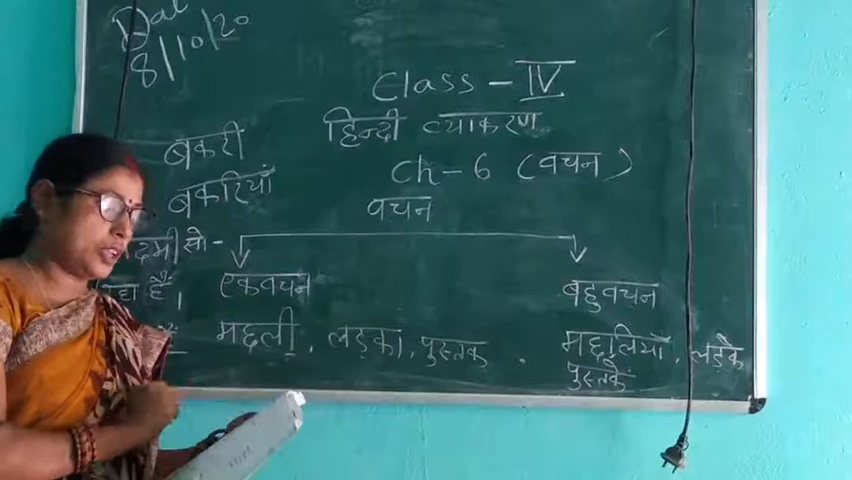 Date
8/10/20
Class - IV
हिन्दी व्याकरण
Ch-6 (वचन)
बकरी
बकरियाँ
वचन
एकवचन
बहुवचन
मछली, लड़का, पुस्तक
मछलियाँ, लड़के
पुस्तकें